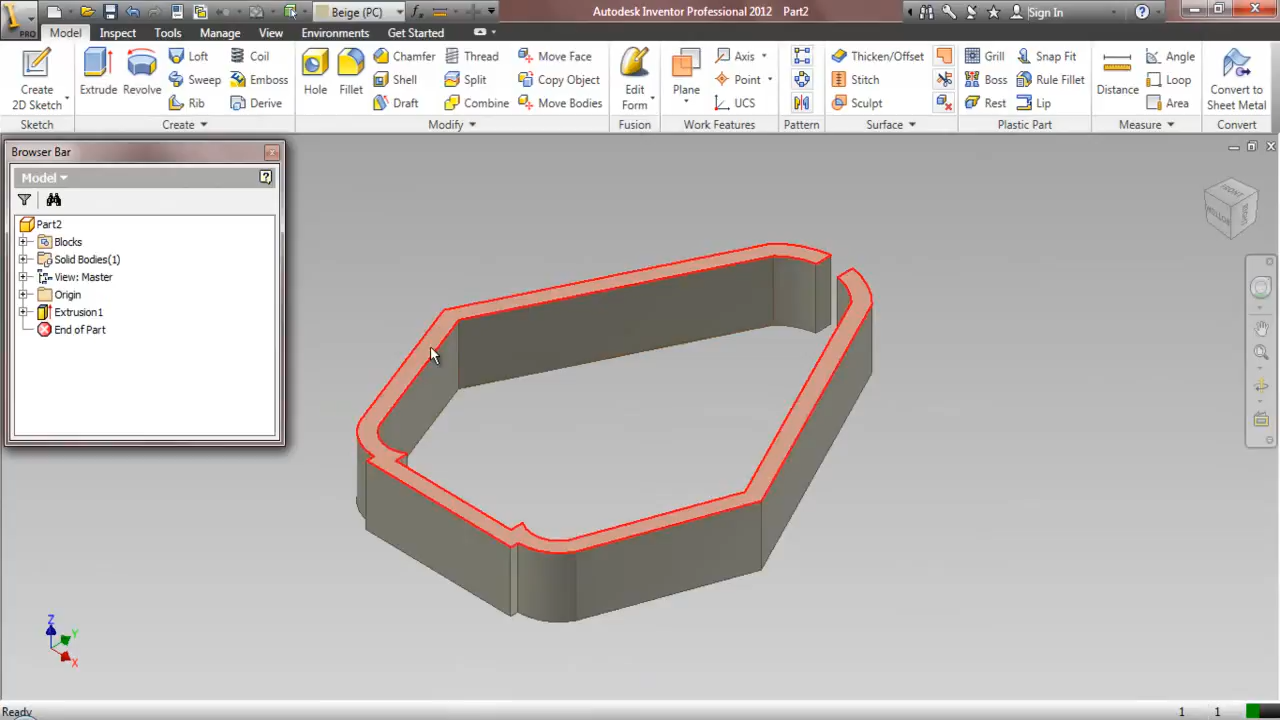 PRO
Beige (PC)
Autodesk Inventor Professional 2012 Part2
Sign In
Model Inspect Tools Manage View Environments Get Started
Create
2D Sketch
Sketch
Extrude
Revolve
Loft
Sweep
Rib
Coil
Emboss
Derive
Create
Hole
Fillet
Chamfer
Shell
Draft
Thread
Split
Combine
Move Face
Copy Object
Move Bodies
Modify
Edit
Form
Fusion
Plane
Axis
Point
UCS
Work Features
Pattern
Thicken/Offset
Stitch
Sculpt
Surface
Grill
Boss
Rest
Snap Fit
Rule Fillet
Lip
Plastic Part
Distance
Angle
Loop
Area
Measure
Convert to
Sheet Metal
Convert
Browser Bar
Model
Part2
Blocks
Solid Bodies(1)
View: Master
Origin
Extrusion1
End of Part
FRONT
BOTTOM
Z
Y
X
Ready
1 1